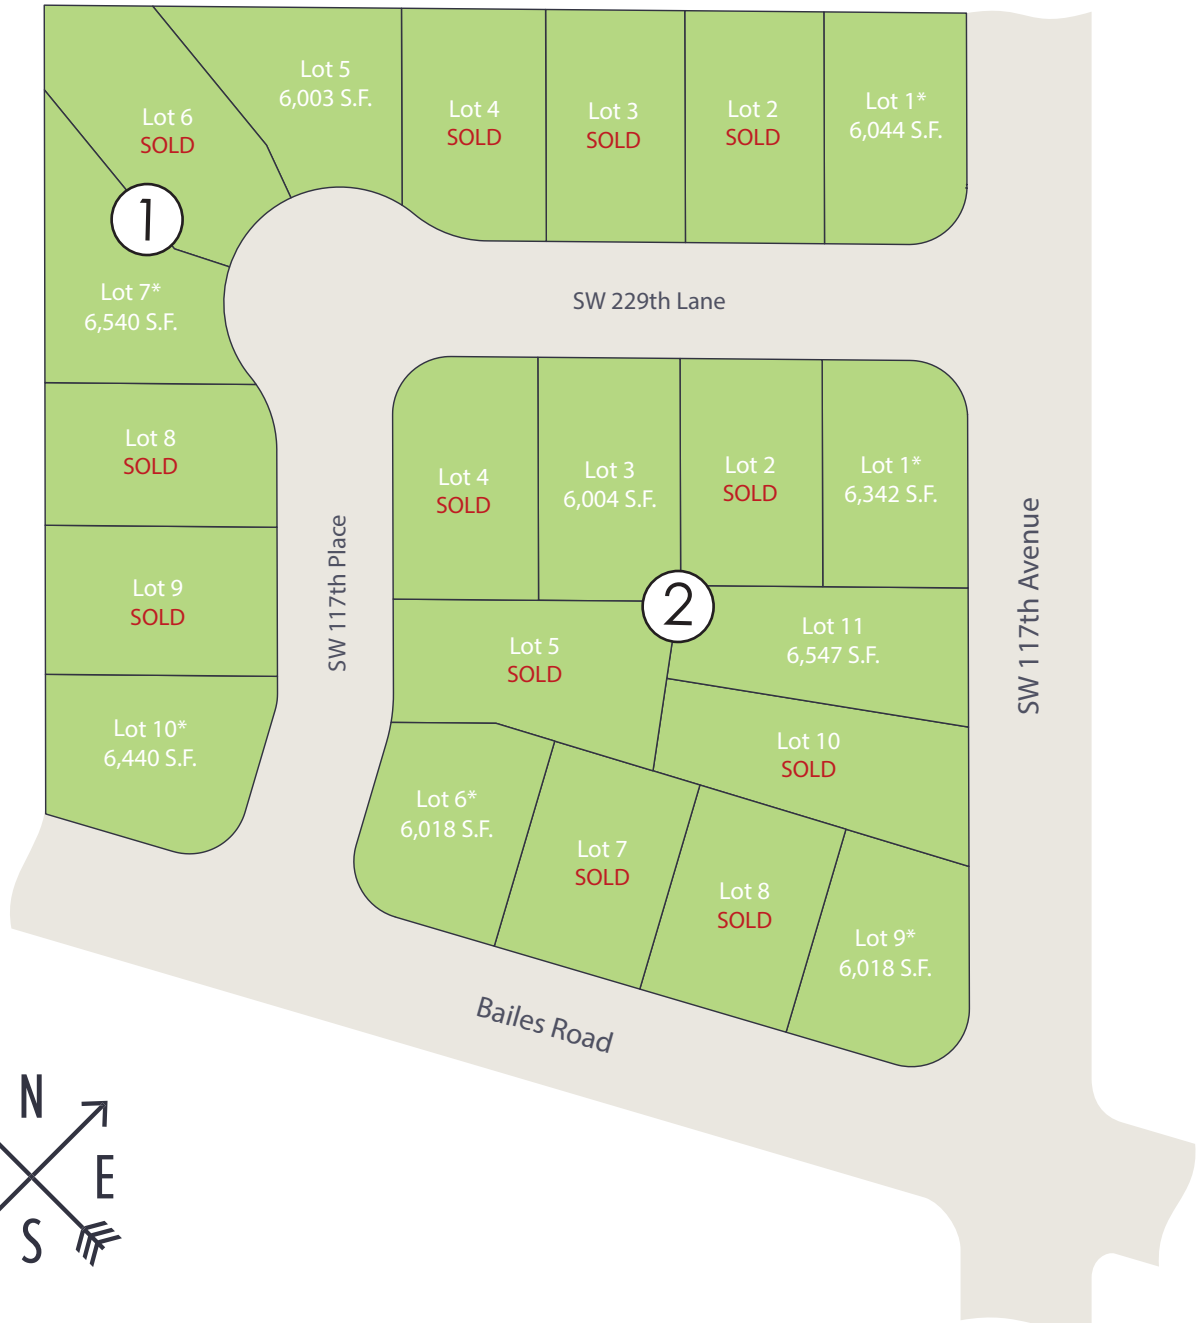 Lot 5
6,003 S.F.
Lot 6
SOLD
Lot 4
SOLD
Lot 3
SOLD
Lot 2
SOLD
Lot 1*
6,044 S.F.
1
Lot 7*
6,540 S.F.
SW 229th Lane
Lot 8
SOLD
Lot 4
SOLD
Lot 3
6,004 S.F.
Lot 2
SOLD
Lot 1*
6,342 S.F.
Lot 9
SOLD
SW 117th Place
2
SW 117th Avenue
Lot 5
SOLD
Lot 11
6,547 S.F.
Lot 10*
6,440 S.F.
Lot 10
SOLD
Lot 6*
6,018 S.F.
Lot 7
SOLD
Lot 8
SOLD
Lot 9*
6,018 S.F.
Bailes Road
N
E
S